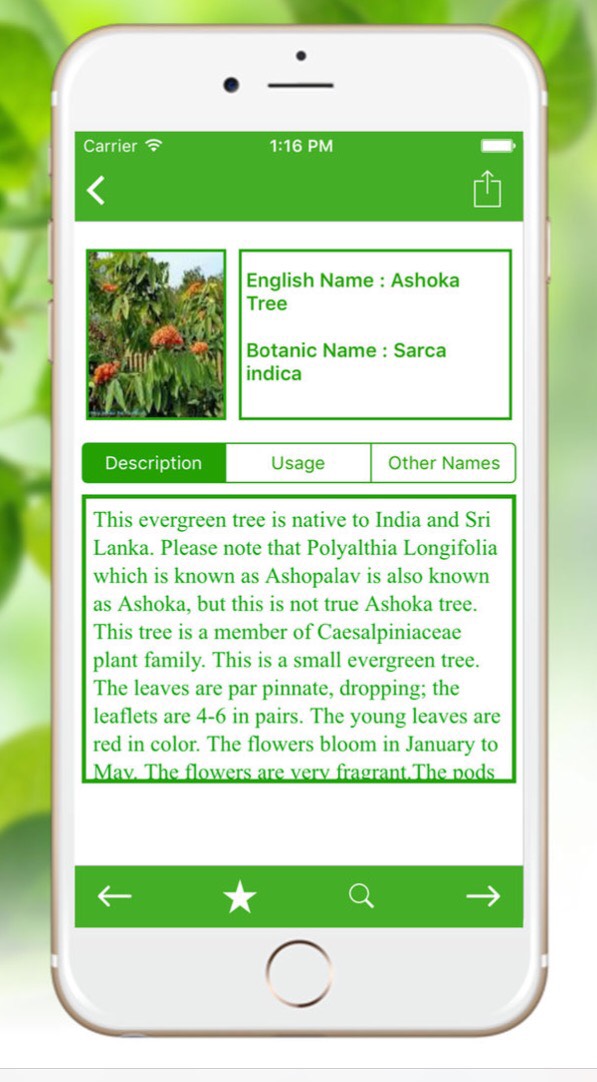 Carrier
1:16 PM
English Name : Ashoka
Tree
Botanic Name : Sarca
indica
Description
Usage
Other Names
This evergreen tree is native to India and Sri
Lanka. Please note that Polyalthia Longifolia
which is known as Ashopalav is also known
as Ashoka, but this is not true Ashoka tree.
This tree is a member of Caesalpiniaceae
plant family. This is a small evergreen tree.
The leaves are par pinnate, dropping; the
leaflets are 4-6 in pairs. The young leaves are
red in color. The flowers bloom in January to
May. The flowers are very fragrant.The pods